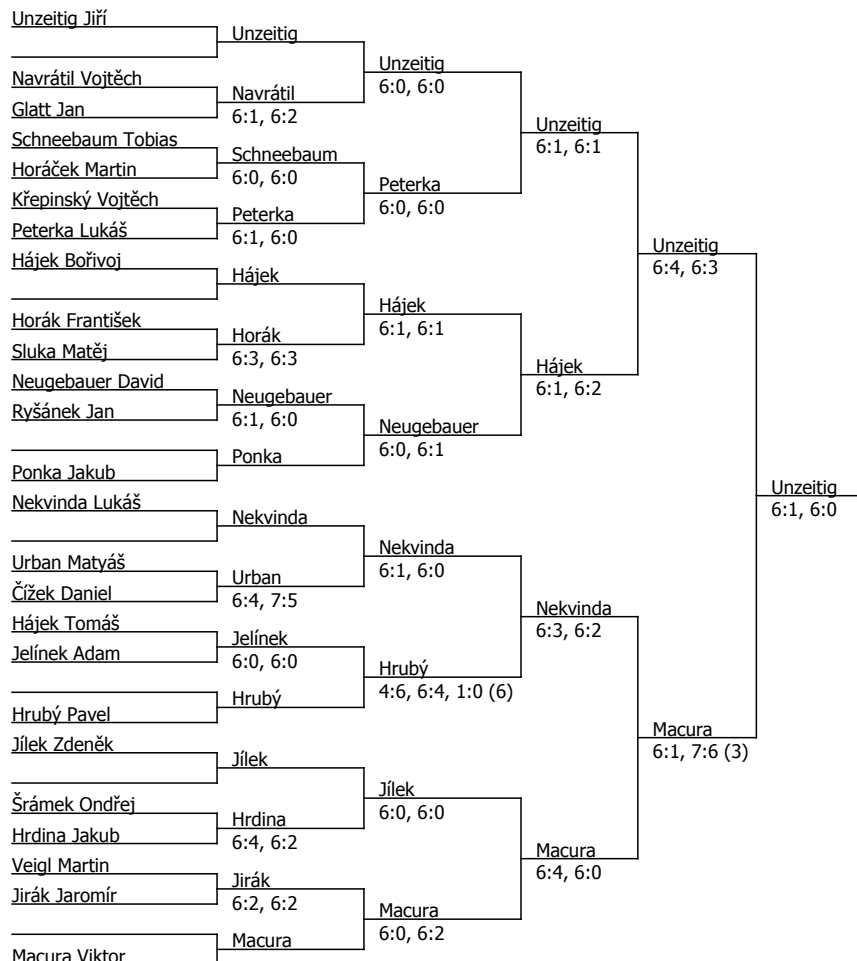 Unzeitig Jiří
Navrátil Vojtěch
Glatt Jan
Schneebaum Tobias
Horáček Martin
Křepinský Vojtěch
Peterka Lukáš
Hájek Bořivoj
Horák František
Sluka Matěj
Neugebauer David
Ryšánek Jan
Ponka Jakub
Nekvinda Lukáš
Urban Matyáš
Čížek Daniel
Hájek Tomáš
Jelínek Adam
Hrubý Pavel
Jílek Zdeněk
Šrámek Ondřej
Hrdina Jakub
Veigl Martin
Jirák Jaromír
Macura Viktor
Unzeitig
Navrátil
6:1, 6:2
Schneebaum
6:0, 6:0
Peterka
6:1, 6:0
Hájek
Horák
6:3, 6:3
Neugebauer
6:1, 6:0
Ponka
Nekvinda
Urban
6:4, 7:5
Jelínek
6:0, 6:0
Hrubý
Jílek
Hrdina
6:4, 6:2
Jirák
6:2, 6:2
Macura
Unzeitig
6:0, 6:0
Peterka
6:0, 6:0
Hájek
6:1, 6:1
Neugebauer
6:0, 6:1
Nekvinda
6:1, 6:0
Hrubý
4:6, 6:4, 1:0 (6)
Jílek
6:0, 6:0
Macura
6:0, 6:2
Unzeitig
6:1, 6:1
Hájek
6:1, 6:2
Nekvinda
6:3, 6:2
Macura
6:4, 6:0
Unzeitig
6:4, 6:3
Macura
6:1, 7:6 (3)
Unzeitig
6:1, 6:0